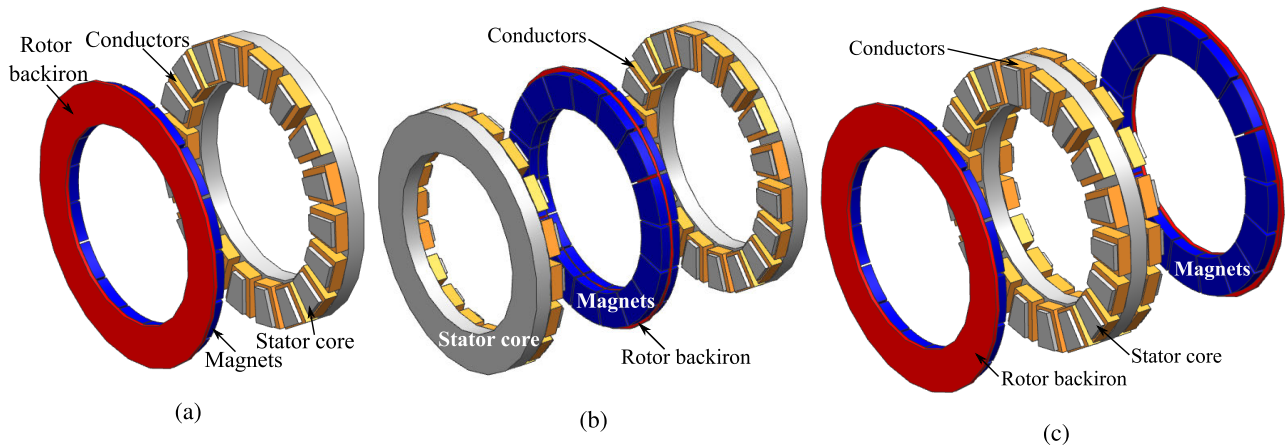 Rotor
backiron
Conductors
Stator core
Magnets
(a)
Conductors
Magnets
Stator core
Rotor backiron
(b)
Conductors
Magnets
Stator core
Rotor backiron
(c)